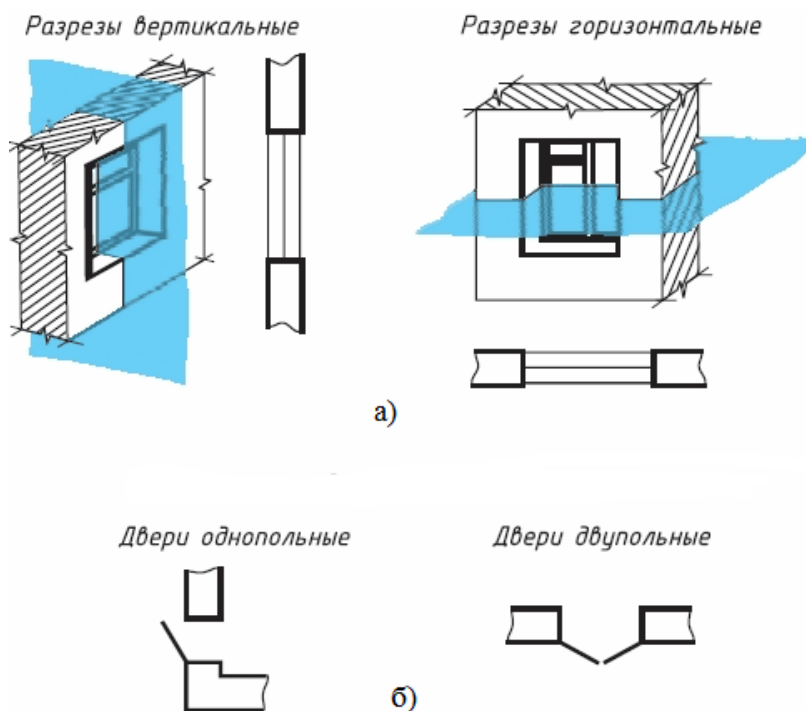 Разрезы вертикальные
Разрезы горизонтальные
а)
Двери однопольные
Двери двупольные
б)